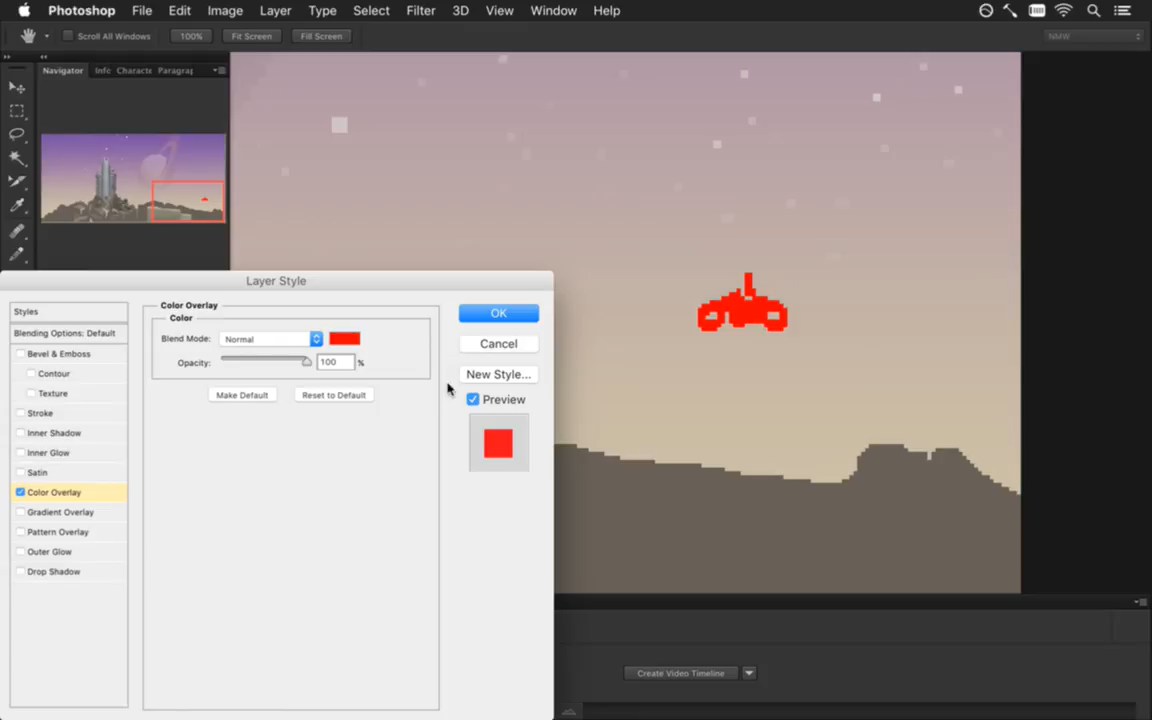 Photoshop File Edit Image Layer Type Select Filter 3D View Window Help
Scroll All Windows 100% Fit Screen Fill Screen NMW
Navigator Info Characte Paragrap
Layer Style
Styles
Blending Options: Default
Bevel & Emboss
Contour
Texture
Stroke
Inner Shadow
Inner Glow
Satin
Color Overlay
Gradient Overlay
Pattern Overlay
Outer Glow
Drop Shadow
Color Overlay
Color
Blend Mode: Normal
Opacity: 100 %
Make Default Reset to Default
OK
Cancel
New Style...
Preview
Create Video Timeline